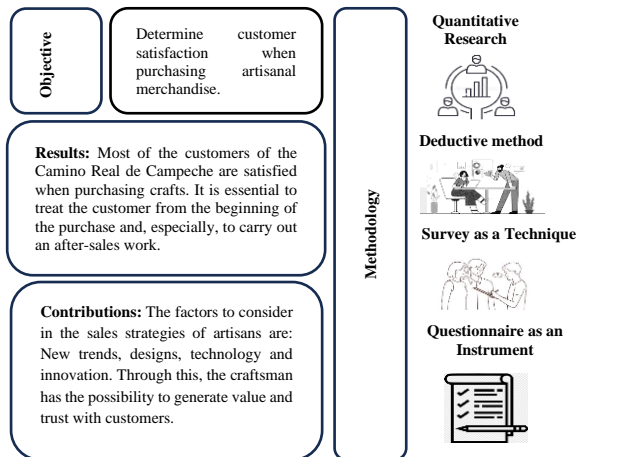 Objective
Determine customer
satisfaction when
purchasing artisanal
merchandise.
Results: Most of the customers of the
Camino Real de Campeche are satisfied
when purchasing crafts. It is essential to
treat the customer from the beginning of
the purchase and, especially, to carry out
an after-sales work.
Contributions: The factors to consider
in the sales strategies of artisans are:
New trends, designs, technology and
innovation. Through this, the craftsman
has the possibility to generate value and
trust with customers.
Methodology
Quantitative
Research
Deductive method
Survey as a Technique
Questionnaire as an
Instrument